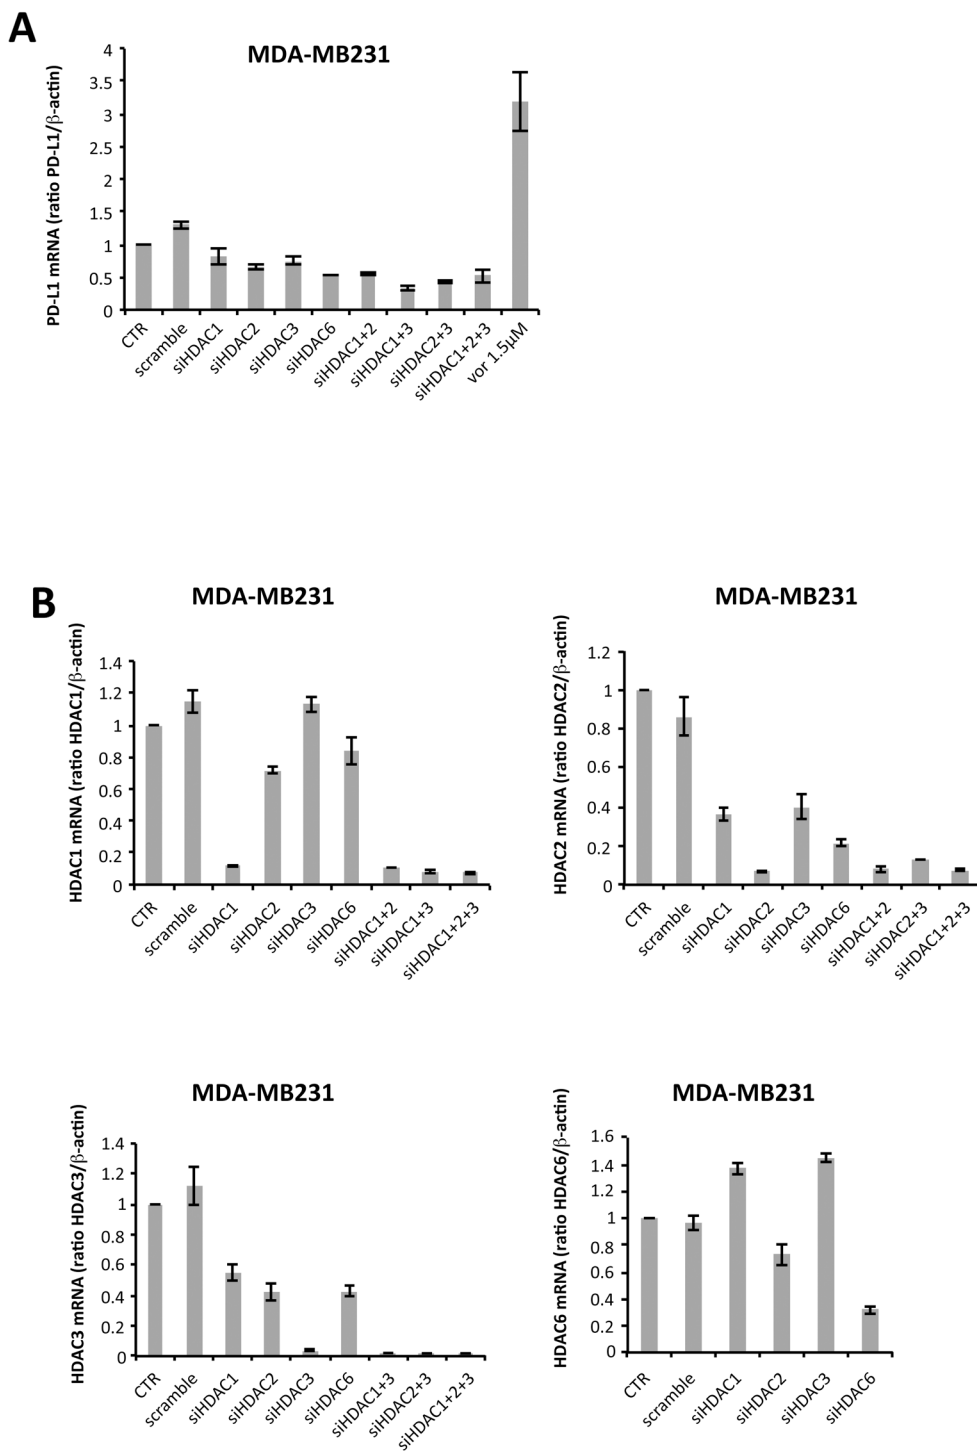 A
MDA-MB231
PD-L1 mRNA (ratio PD-L1/β-actin)
4
3.5
3
2.5
2
1.5
1
0.5
0
CTR
scramble
siHDAC1
siHDAC2
siHDAC3
siHDAC6
siHDAC1+2
siHDAC1+3
siHDAC2+3
siHDAC1+2+3
vor 1.5μM
B
MDA-MB231
HDAC1 mRNA (ratio HDAC1/β-actin)
1.4
1.2
1
0.8
0.6
0.4
0.2
0
CTR
scramble
siHDAC1
siHDAC2
siHDAC3
siHDAC6
siHDAC1+2
siHDAC1+3
siHDAC1+2+3
MDA-MB231
HDAC2 mRNA (ratio HDAC2/β-actin)
1.2
1
0.8
0.6
0.4
0.2
0
CTR
scramble
siHDAC1
siHDAC2
siHDAC3
siHDAC6
siHDAC1+2
siHDAC2+3
siHDAC1+2+3
MDA-MB231
HDAC3 mRNA (ratio HDAC3/β-actin)
1.4
1.2
1
0.8
0.6
0.4
0.2
0
CTR
scramble
siHDAC1
siHDAC2
siHDAC3
siHDAC6
siHDAC1+3
siHDAC2+3
siHDAC1+2+3
MDA-MB231
HDAC6 mRNA (ratio HDAC6/β-actin)
1.6
1.4
1.2
1
0.8
0.6
0.4
0.2
0
CTR
scramble
siHDAC1
siHDAC2
siHDAC3
siHDAC6